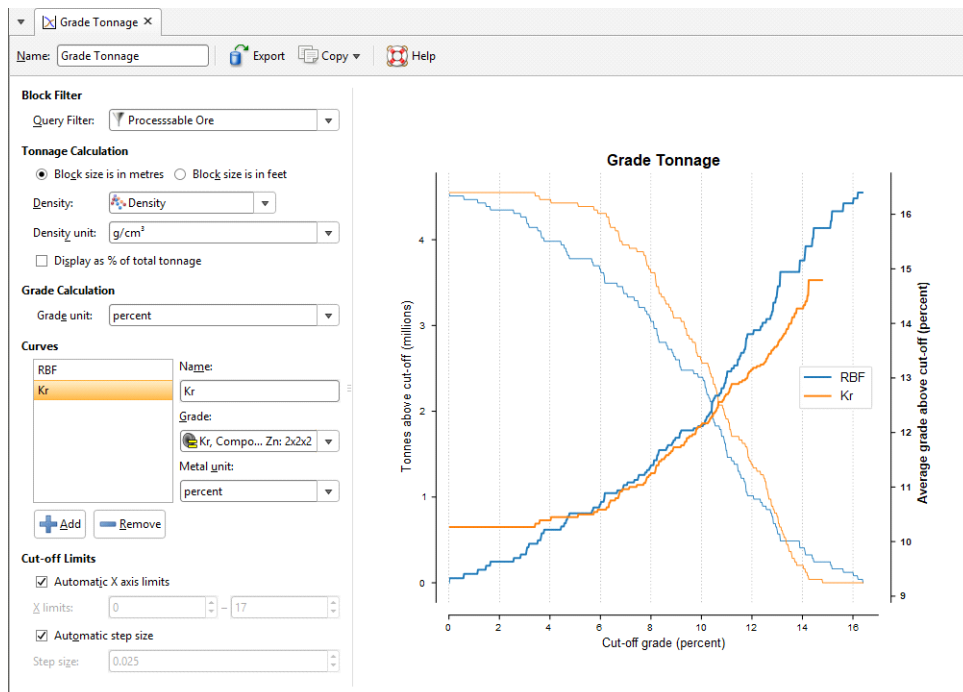 Grade Tonnage
Name: Grade Tonnage Export Copy Help
Block Filter
Query Filter: Processsable Ore
Tonnage Calculation
Block size is in metres Block size is in feet
Density: Density
Density unit: g/cm³
Display as % of total tonnage
Grade Calculation
Grade unit: percent
Curves
RBF
Kr
Name:
Kr
Grade:
Kr, Compo... Zn: 2x2x2
Metal unit:
percent
Add Remove
Cut-off Limits
Automatic X axis limits
X limits: 0 – 17
Automatic step size
Step size: 0.025
Grade Tonnage
Tonnes above cut-off (millions)
4
3
2
1
0
0 2 4 6 8 10 12 14 16
Cut-off grade (percent)
RBF
Kr
16
15
14
13
12
11
10
9
Average grade above cut-off (percent)